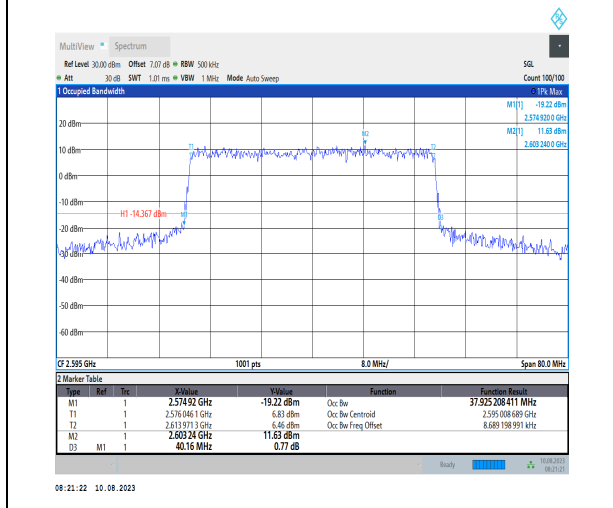 MultiView Spectrum
Ref Level 30.00 dBm Offset 7.07 dB RBW 500 kHz SGL
Att 30 dB SWT 1.01 ms VBW 1 MHz Mode Auto Sweep Count 100/100
1 Occupied Bandwidth 1Pk Max
M1[1] -19.22 dBm
2.574 920 0 GHz
M2[1] 11.63 dBm
2.603 240 0 GHz
20 dBm
M2
10 dBm
T1 T2
0 dBm
-10 dBm
H1 -14.367 dBm
M1
D3
-20 dBm
-30 dBm
-40 dBm
-50 dBm
-60 dBm
CF 2.595 GHz 1001 pts 8.0 MHz/ Span 80.0 MHz
2 Marker Table
Type Ref Trc X-Value Y-Value Function Function Result
M1 1 2.574 92 GHz -19.22 dBm Occ Bw 37.925 208 411 MHz
T1 1 2.576 046 1 GHz 6.83 dBm Occ Bw Centroid 2.595 008 689 GHz
T2 1 2.613 971 3 GHz 6.46 dBm Occ Bw Freq Offset 8.689 198 991 kHz
M2 1 2.603 24 GHz 11.63 dBm
D3 M1 1 40.16 MHz 0.77 dB
Ready 10.08.2023
08:21:21
08:21:22 10.08.2023